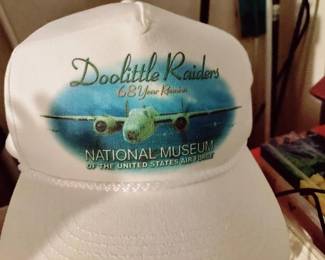 Doolittle Raiders
68 Year Reunion
NATIONAL MUSEUM
OF THE UNITED STATES AIR FORCE